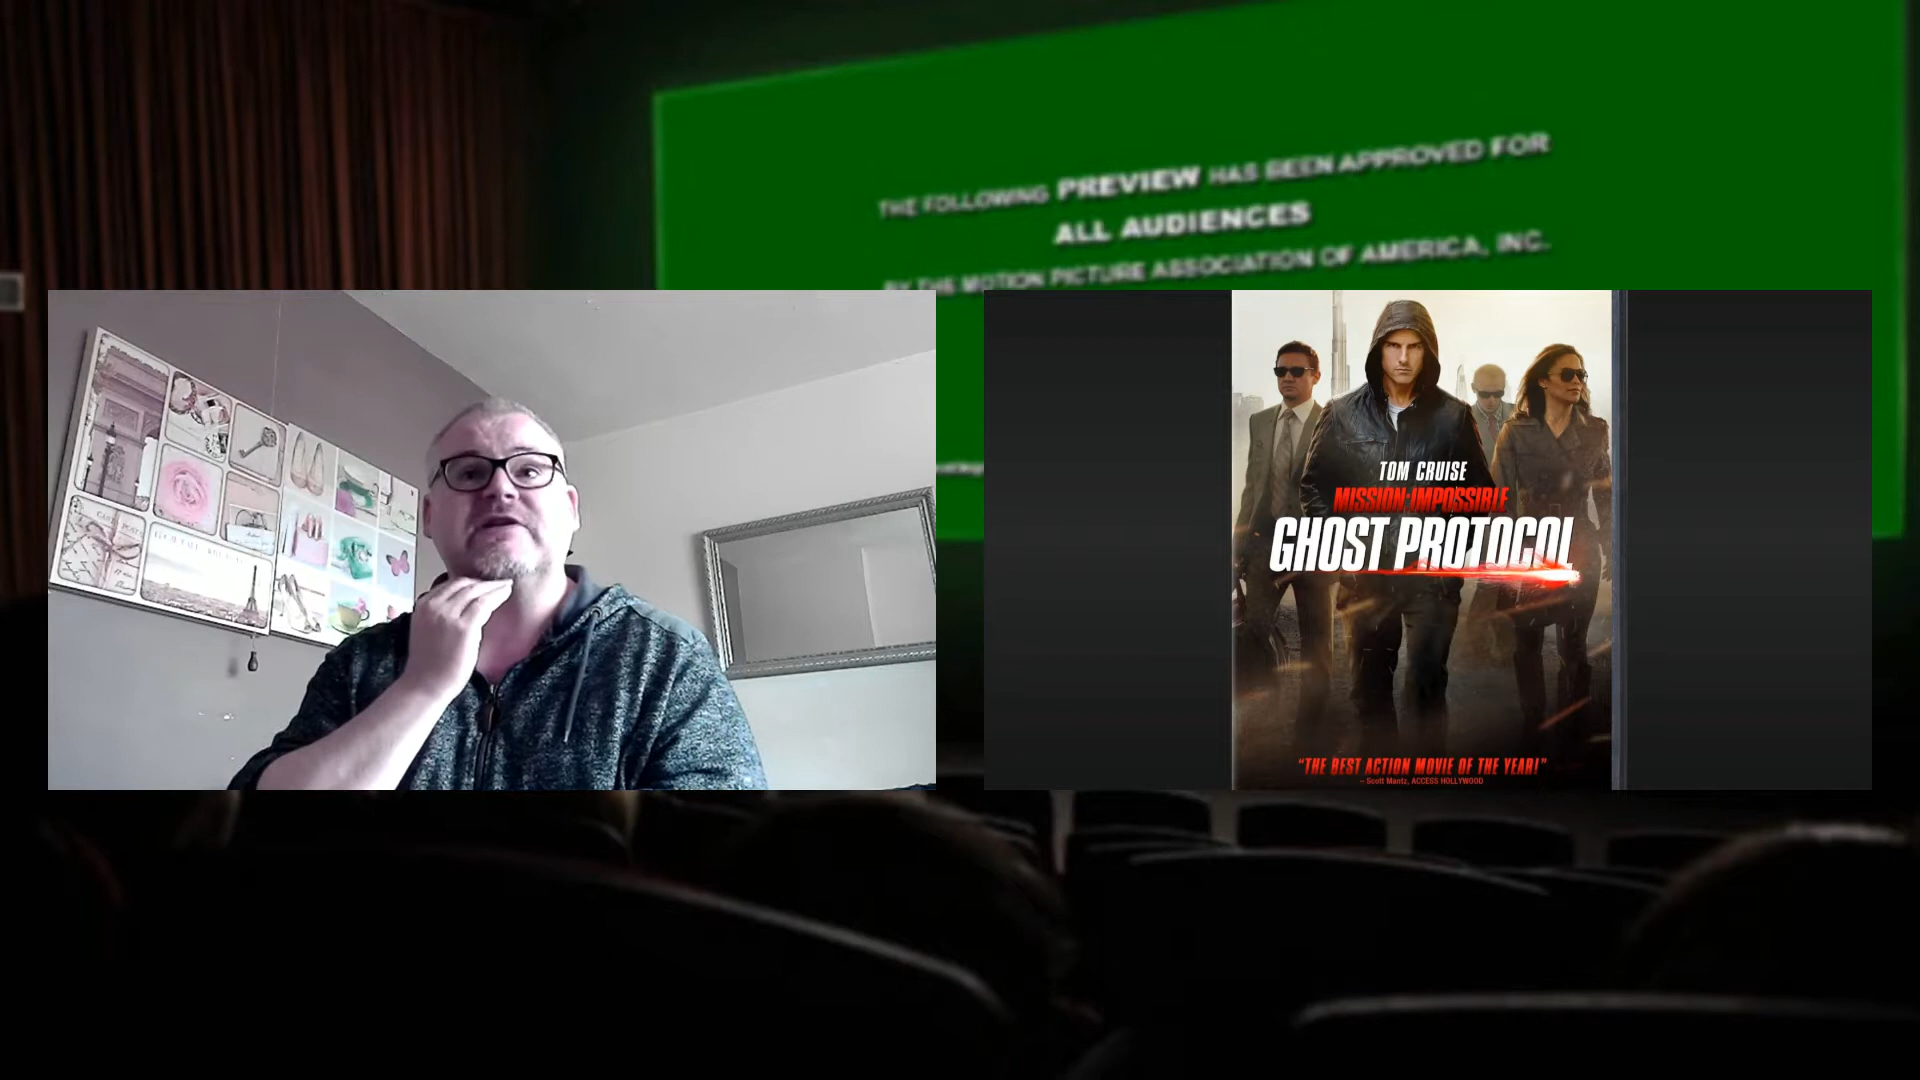 THE FOLLOWING PREVIEW HAS BEEN APPROVED FOR
ALL AUDIENCES
BY THE MOTION PICTURE ASSOCIATION OF AMERICA, INC.
TOM CRUISE
MISSION: IMPOSSIBLE
GHOST PROTOCOL
"THE BEST ACTION MOVIE OF THE YEAR!"
– Scott Mantz, ACCESS HOLLYWOOD